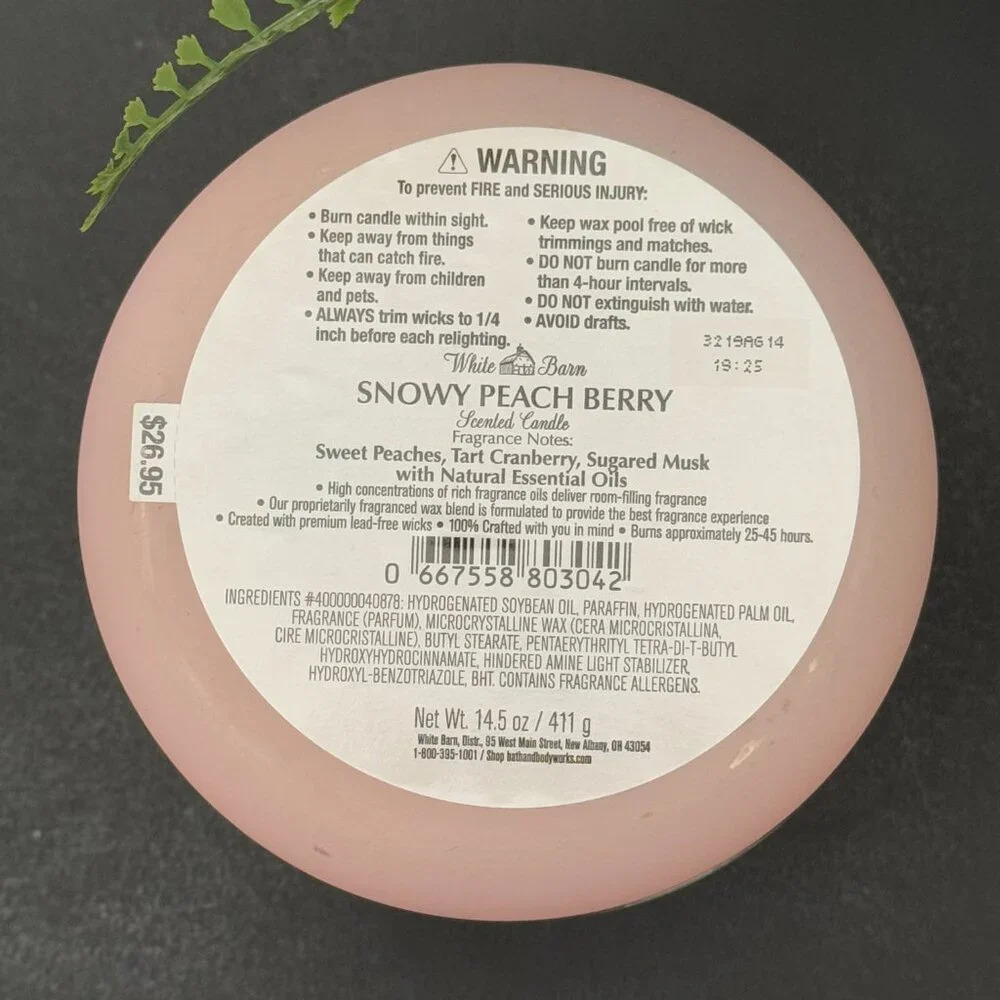 WARNING
To prevent FIRE and SERIOUS INJURY:
• Burn candle within sight.
• Keep away from things
that can catch fire.
• Keep away from children
and pets.
• ALWAYS trim wicks to 1/4
inch before each relighting.
• Keep wax pool free of wick
trimmings and matches.
• DO NOT burn candle for more
than 4-hour intervals.
• DO NOT extinguish with water.
• AVOID drafts.
3219AG14
19:25
White Barn
SNOWY PEACH BERRY
Scented Candle
Fragrance Notes:
Sweet Peaches, Tart Cranberry, Sugared Musk
with Natural Essential Oils
• High concentrations of rich fragrance oils deliver room-filling fragrance
• Our proprietarily fragranced wax blend is formulated to provide the best fragrance experience
• Created with premium lead-free wicks • 100% Crafted with you in mind • Burns approximately 25-45 hours.
$26.95
0 667558 803042
INGREDIENTS #400000040878: HYDROGENATED SOYBEAN OIL, PARAFFIN, HYDROGENATED PALM OIL,
FRAGRANCE (PARFUM), MICROCRYSTALLINE WAX (CERA MICROCRISTALLINA,
CIRE MICROCRISTALLINE), BUTYL STEARATE, PENTAERYTHRITYL TETRA-DI-T-BUTYL
HYDROXYHYDROCINNAMATE, HINDERED AMINE LIGHT STABILIZER,
HYDROXYL-BENZOTRIAZOLE, BHT. CONTAINS FRAGRANCE ALLERGENS.
Net Wt. 14.5 oz / 411 g
White Barn, Distr., 95 West Main Street, New Albany, OH 43054
1-800-395-1001 / Shop bathandbodyworks.com